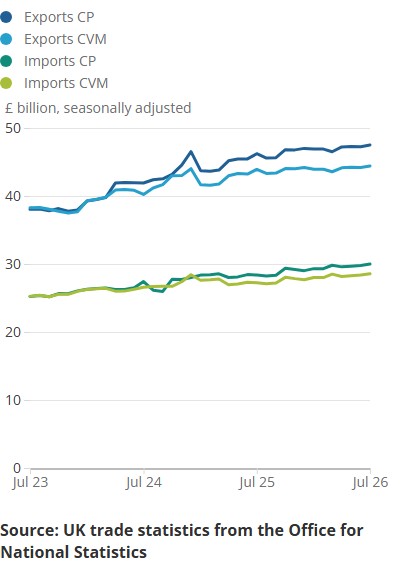 Exports CP
Exports CVM
Imports CP
Imports CVM
£ billion, seasonally adjusted
50
40
30
20
10
0
Jul 23
Jul 24
Jul 25
Jul 26
Source: UK trade statistics from the Office for
National Statistics